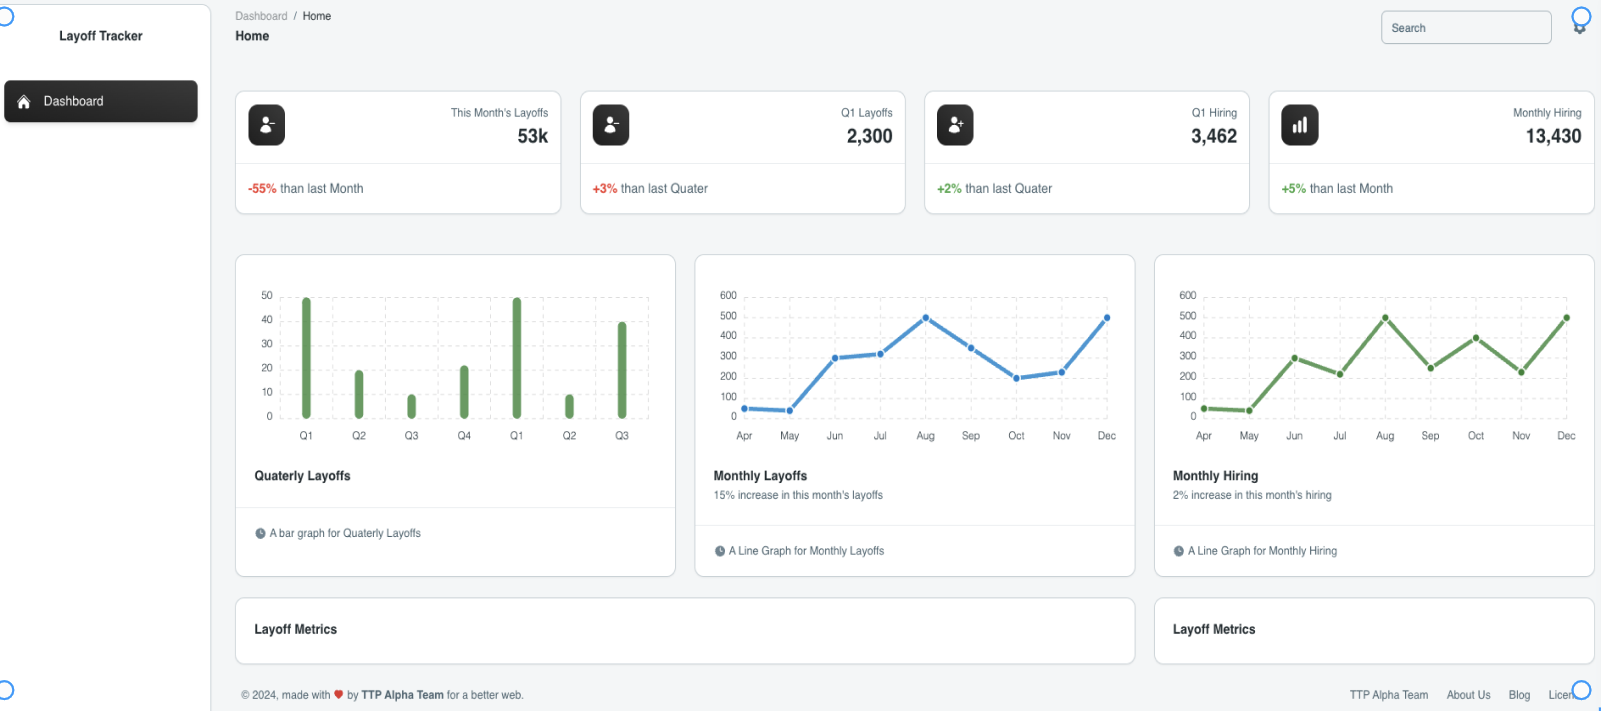 Layoff Tracker
Dashboard
Dashboard / Home
Home
Search
This Month's Layoffs
53k
-55% than last Month
Q1 Layoffs
2,300
+3% than last Quater
Q1 Hiring
3,462
+2% than last Quater
Monthly Hiring
13,430
+5% than last Month
50
40
30
20
10
0
Q1 Q2 Q3 Q4 Q1 Q2 Q3
Quaterly Layoffs
A bar graph for Quaterly Layoffs
600
500
400
300
200
100
0
Apr May Jun Jul Aug Sep Oct Nov Dec
Monthly Layoffs
15% increase in this month's layoffs
A Line Graph for Monthly Layoffs
600
500
400
300
200
100
0
Apr May Jun Jul Aug Sep Oct Nov Dec
Monthly Hiring
2% increase in this month's hiring
A Line Graph for Monthly Hiring
Layoff Metrics
Layoff Metrics
© 2024, made with ♥ by TTP Alpha Team for a better web.
TTP Alpha Team About Us Blog